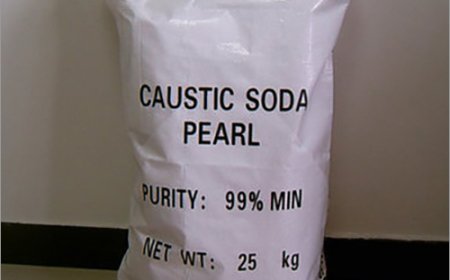 CAUSTIC SODA
PEARL
PURITY: 99% MIN
NET WT: 25 kg